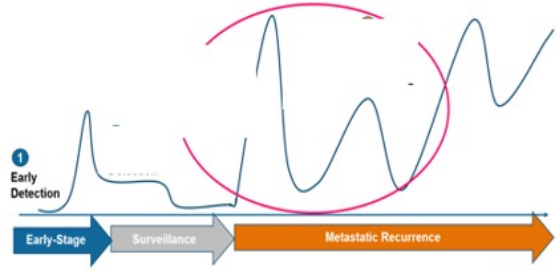 1
Early
Detection
Early-Stage
Surveillance
Metastatic Recurrence